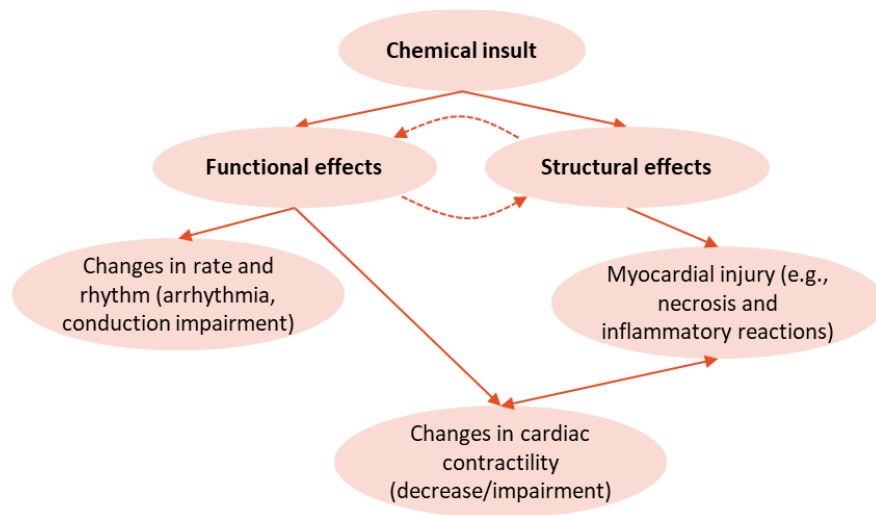 Chemical insult
Functional effects
Structural effects
Changes in rate and
rhythm (arrhythmia,
conduction impairment)
Myocardial injury (e.g.,
necrosis and
inflammatory reactions)
Changes in cardiac
contractility
(decrease/impairment)